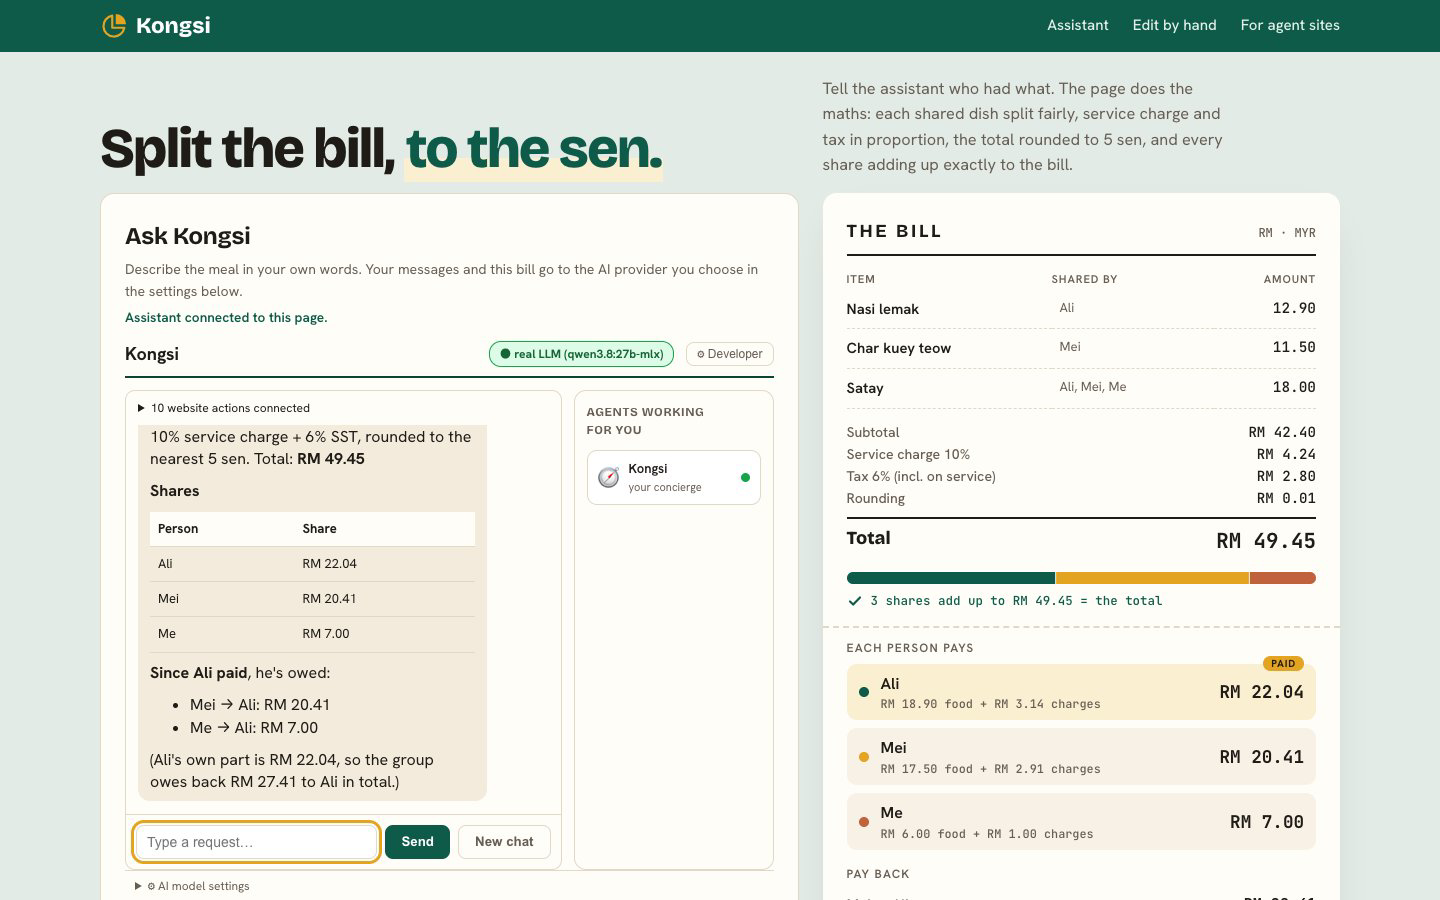 Kongsi
Assistant Edit by hand For agent sites
Split the bill, to the sen.
Tell the assistant who had what. The page does the
maths: each shared dish split fairly, service charge and
tax in proportion, the total rounded to 5 sen, and every
share adding up exactly to the bill.
Ask Kongsi
Describe the meal in your own words. Your messages and this bill go to the AI provider you choose in
the settings below.
Assistant connected to this page.
Kongsi
real LLM (qwen3.8:27b-mlx)
Developer
10 website actions connected
10% service charge + 6% SST, rounded to the
nearest 5 sen. Total: RM 49.45
Shares
Person Share
Ali RM 22.04
Mei RM 20.41
Me RM 7.00
Since Ali paid, he's owed:
• Mei → Ali: RM 20.41
• Me → Ali: RM 7.00
(Ali's own part is RM 22.04, so the group
owes back RM 27.41 to Ali in total.)
Type a request...
Send
New chat
AI model settings
AGENTS WORKING
FOR YOU
Kongsi
your concierge
THE BILL
RM · MYR
ITEM SHARED BY AMOUNT
Nasi lemak Ali 12.90
Char kuey teow Mei 11.50
Satay Ali, Mei, Me 18.00
Subtotal RM 42.40
Service charge 10% RM 4.24
Tax 6% (incl. on service) RM 2.80
Rounding RM 0.01
Total RM 49.45
3 shares add up to RM 49.45 = the total
EACH PERSON PAYS
PAID
Ali RM 22.04
RM 18.90 food + RM 3.14 charges
Mei RM 20.41
RM 17.50 food + RM 2.91 charges
Me RM 7.00
RM 6.00 food + RM 1.00 charges
PAY BACK